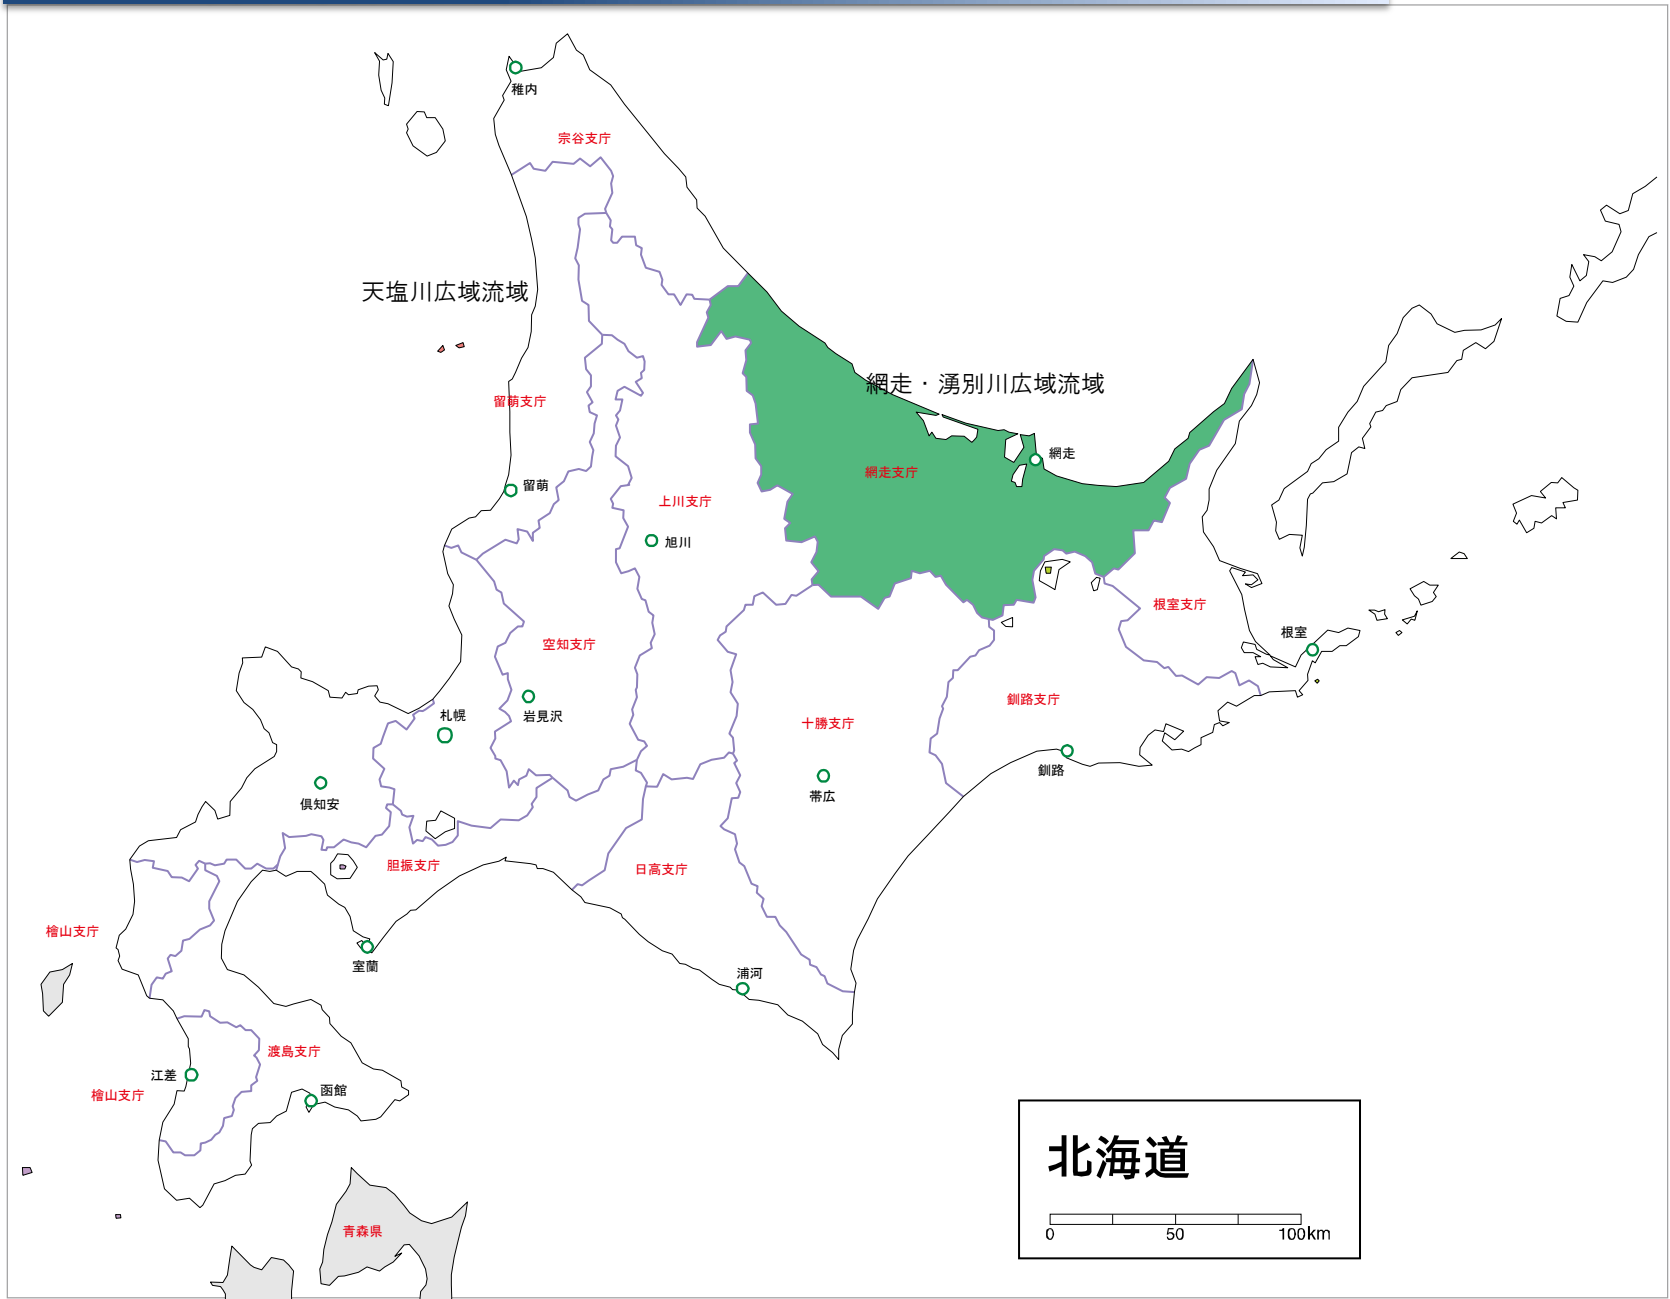 稚内
宗谷支庁
天塩川広域流域
網走・湧別川広域流域
留萌支庁
網走
網走支庁
留萌
上川支庁
旭川
根室支庁
根室
空知支庁
釧路支庁
札幌
岩見沢
十勝支庁
釧路
帯広
倶知安
胆振支庁
日高支庁
檜山支庁
室蘭
浦河
渡島支庁
江差
函館
檜山支庁
青森県
北海道
0 50 100km